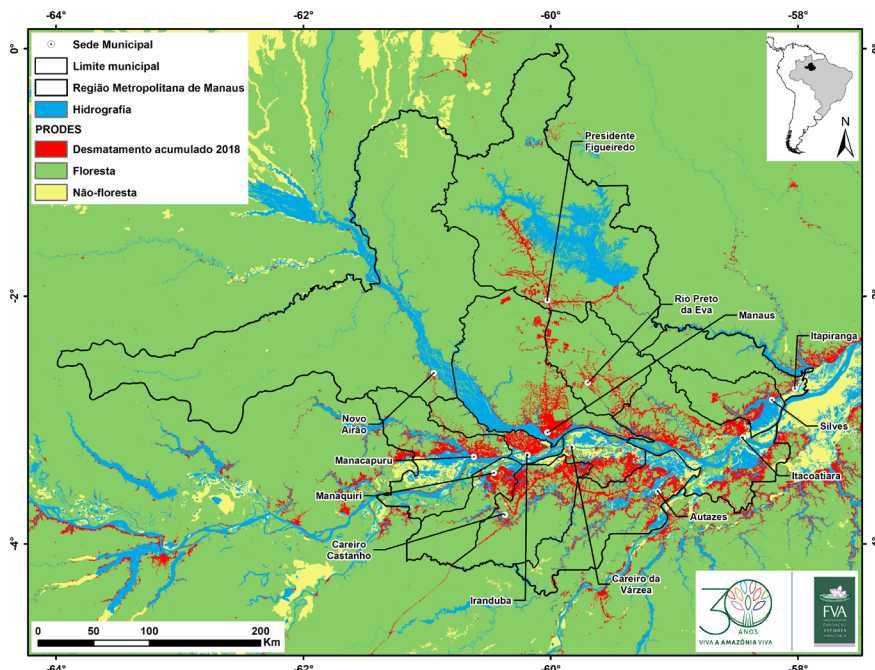 -64°
-62°
-60°
-58°
0°
Sede Municipal
Limite municipal
Região Metropolitana de Manaus
Hidrografia
PRODES
Desmatamento acumulado 2018
Floresta
Não-floresta
N
Presidente
Figueiredo
2°
Rio Preto
da Eva
Manaus
Itapiranga
Novo
Airão
Silves
Manacapuru
Itacoatiara
Manaquiri
Autazes
4°
Careiro
Castanho
Careiro da
Várzea
Iranduba
0 50 100 200
Km
30
ANOS
VIVA A AMAZÔNIA VIVA
FVA
FUNDAÇÃO
VITÓRIA
AMAZÔNICA
-64°
-62°
-60°
-58°